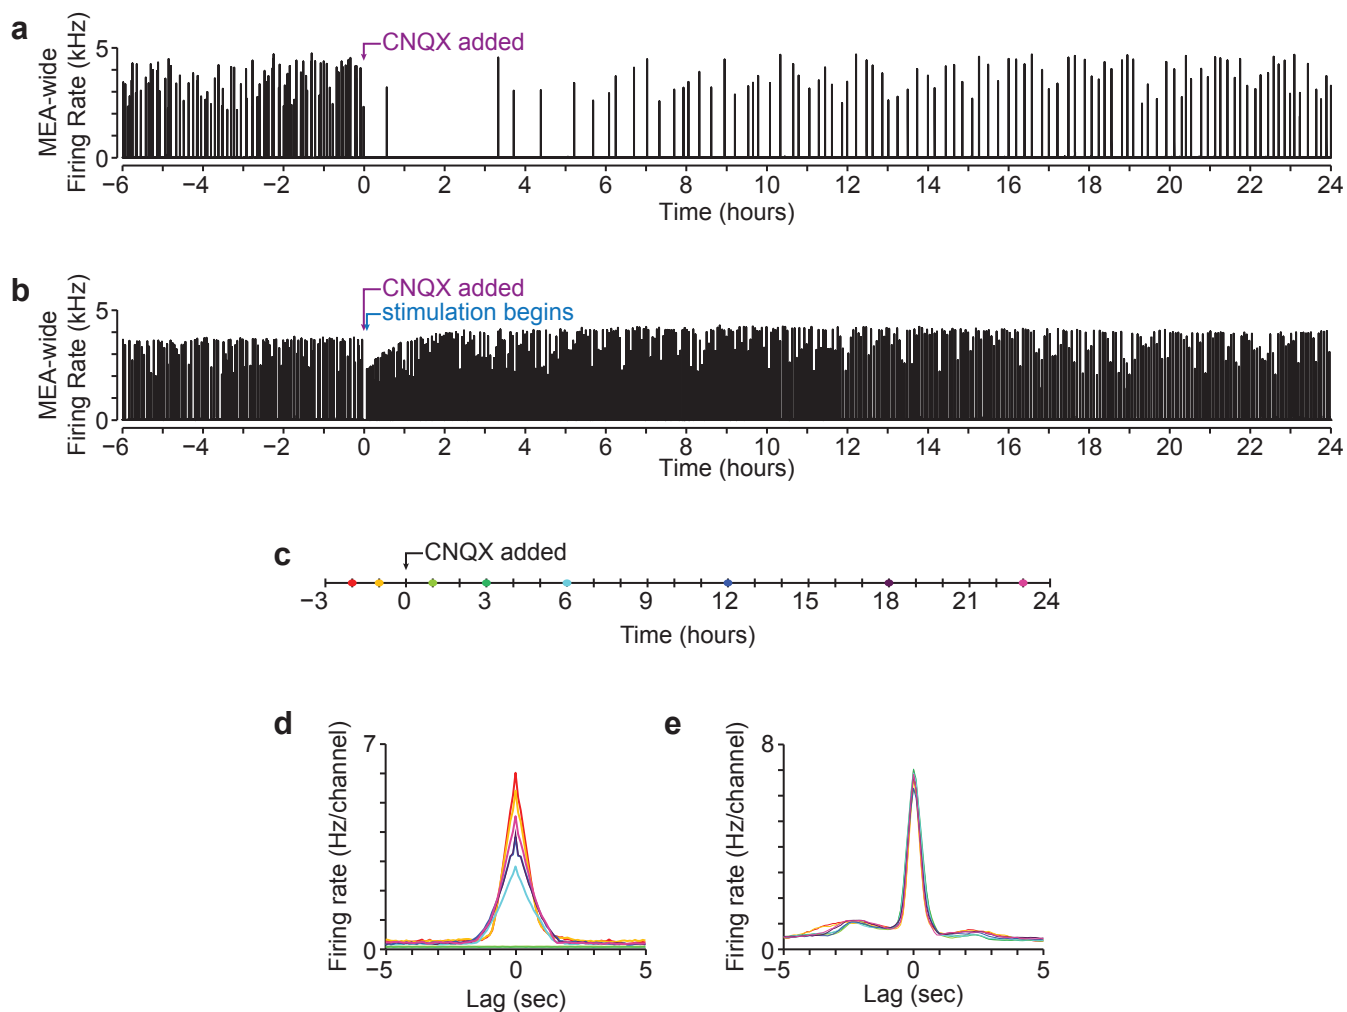 a
MEA-wide
Firing Rate (kHz)
5
0
CNQX added
−6 −4 −2 0 2 4 6 8 10 12 14 16 18 20 22 24
Time (hours)
b
MEA-wide
Firing Rate (kHz)
5
0
CNQX added
stimulation begins
−6 −4 −2 0 2 4 6 8 10 12 14 16 18 20 22 24
Time (hours)
c
CNQX added
−3 0 3 6 9 12 15 18 21 24
Time (hours)
d
Firing rate (Hz/channel)
7
0
−5 0 5
Lag (sec)
e
Firing rate (Hz/channel)
8
0
−5 0 5
Lag (sec)